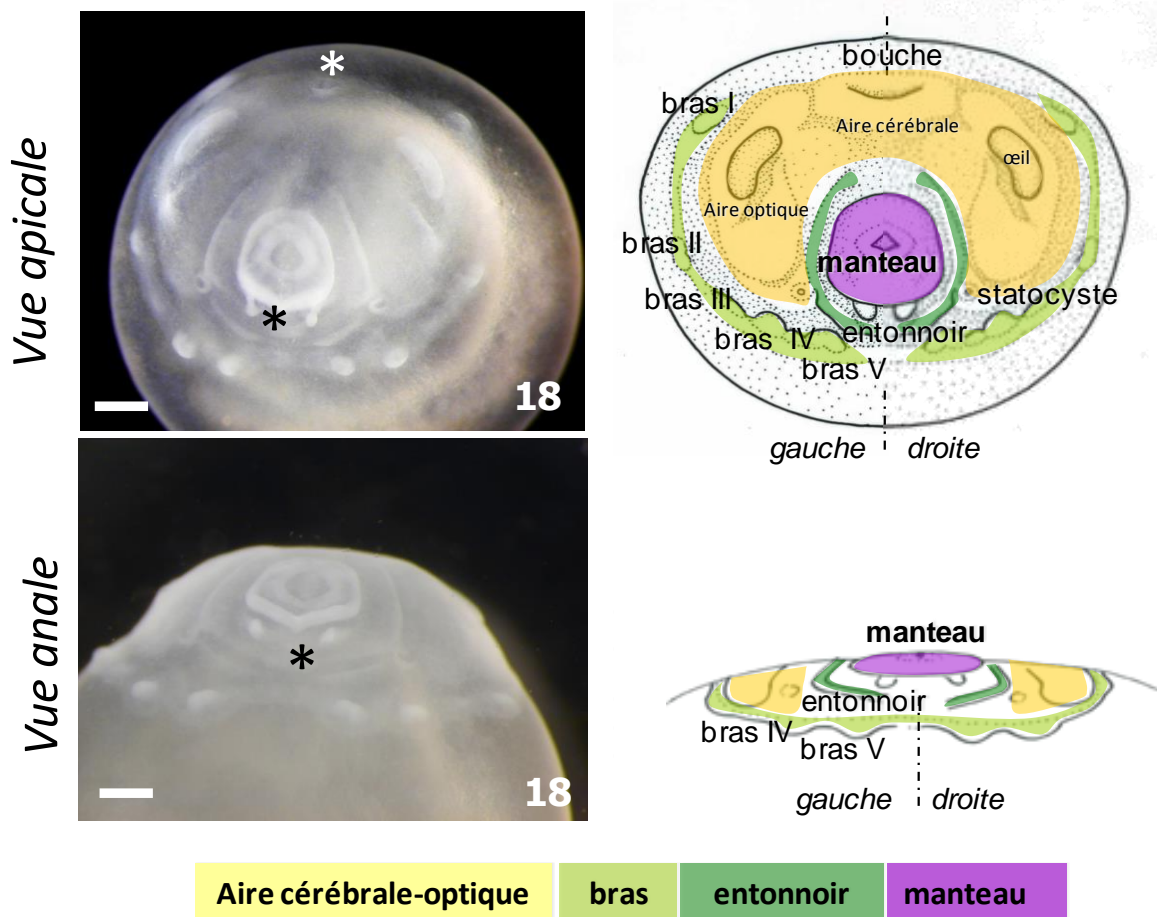 Vue apicale
*
*
18
bouche
bras I
Aire cérébrale
œil
Aire optique
bras II
manteau
bras III
statocyste
bras IV
entonnoir
bras V
gauche droite
Vue anale
*
18
manteau
entonnoir
bras IV
bras V
gauche droite
Aire cérébrale-optique bras entonnoir manteau